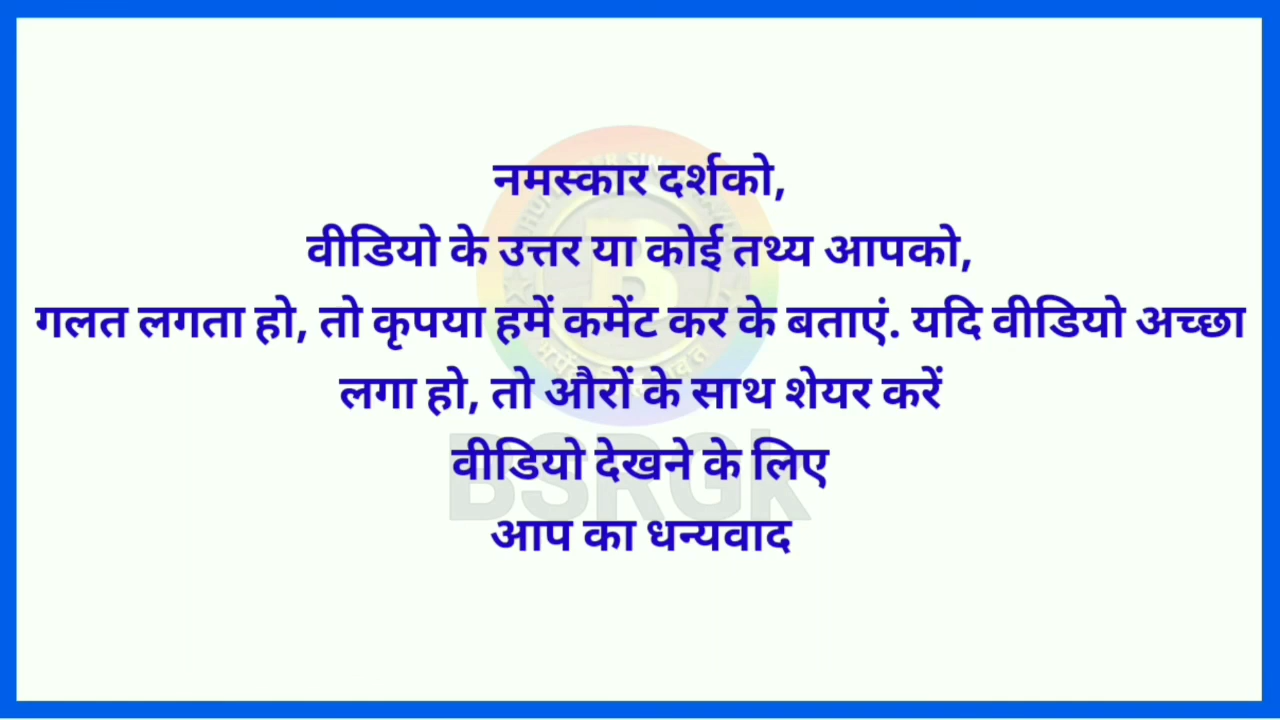 नमस्कार दर्शको,
वीडियो के उत्तर या कोई तथ्य आपको,
गलत लगता हो, तो कृपया हमें कमेंट कर के बताएं. यदि वीडियो अच्छा
लगा हो, तो औरों के साथ शेयर करें
वीडियो देखने के लिए
आप का धन्यवाद
B
BSRGk